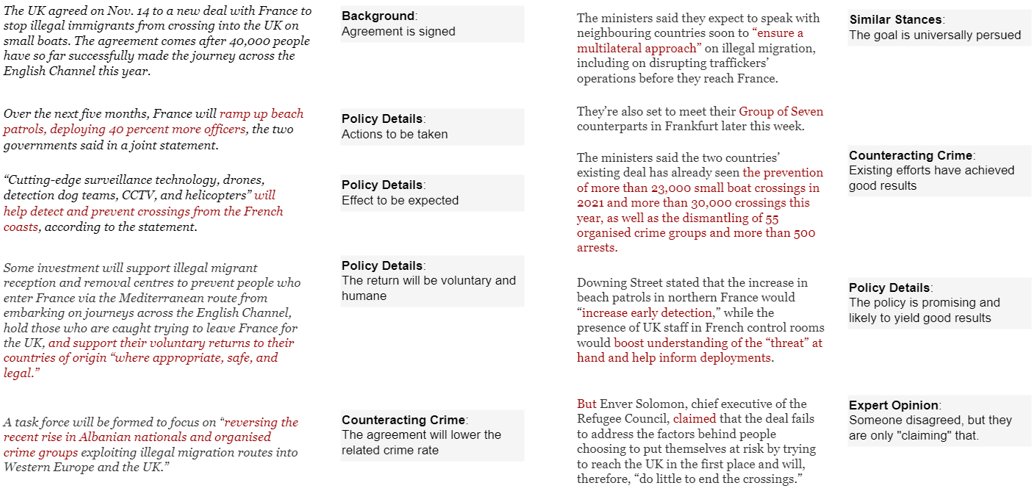 The UK agreed on Nov. 14 to a new deal with France to
stop illegal immigrants from crossing into the UK on
small boats. The agreement comes after 40,000 people
have so far successfully made the journey across the
English Channel this year.
Background:
Agreement is signed
Over the next five months, France will ramp up beach
patrols, deploying 40 percent more officers, the two
governments said in a joint statement.
Policy Details:
Actions to be taken
“Cutting-edge surveillance technology, drones,
detection dog teams, CCTV, and helicopters” will
help detect and prevent crossings from the French
coasts, according to the statement.
Policy Details:
Effect to be expected
Some investment will support illegal migrant
reception and removal centres to prevent people who
enter France via the Mediterranean route from
embarking on journeys across the English Channel,
hold those who are caught trying to leave France for
the UK, and support their voluntary returns to their
countries of origin “where appropriate, safe, and
legal.”
Policy Details:
The return will be voluntary and
humane
A task force will be formed to focus on “reversing the
recent rise in Albanian nationals and organised
crime groups exploiting illegal migration routes into
Western Europe and the UK.”
Counteracting Crime:
The agreement will lower the
related crime rate
The ministers said they expect to speak with
neighbouring countries soon to “ensure a
multilateral approach” on illegal migration,
including on disrupting traffickers’
operations before they reach France.
Similar Stances:
The goal is universally persued
They’re also set to meet their Group of Seven
counterparts in Frankfurt later this week.
The ministers said the two countries’
existing deal has already seen the prevention
of more than 23,000 small boat crossings in
2021 and more than 30,000 crossings this
year, as well as the dismantling of 55
organised crime groups and more than 500
arrests.
Counteracting Crime:
Existing efforts have achieved
good results
Downing Street stated that the increase in
beach patrols in northern France would
“increase early detection,” while the
presence of UK staff in French control rooms
would boost understanding of the “threat” at
hand and help inform deployments.
Policy Details:
The policy is promising and
likely to yield good results
But Enver Solomon, chief executive of the
Refugee Council, claimed that the deal fails
to address the factors behind people
choosing to put themselves at risk by trying
to reach the UK in the first place and will,
therefore, “do little to end the crossings.”
Expert Opinion:
Someone disagreed, but they
are only "claiming" that.